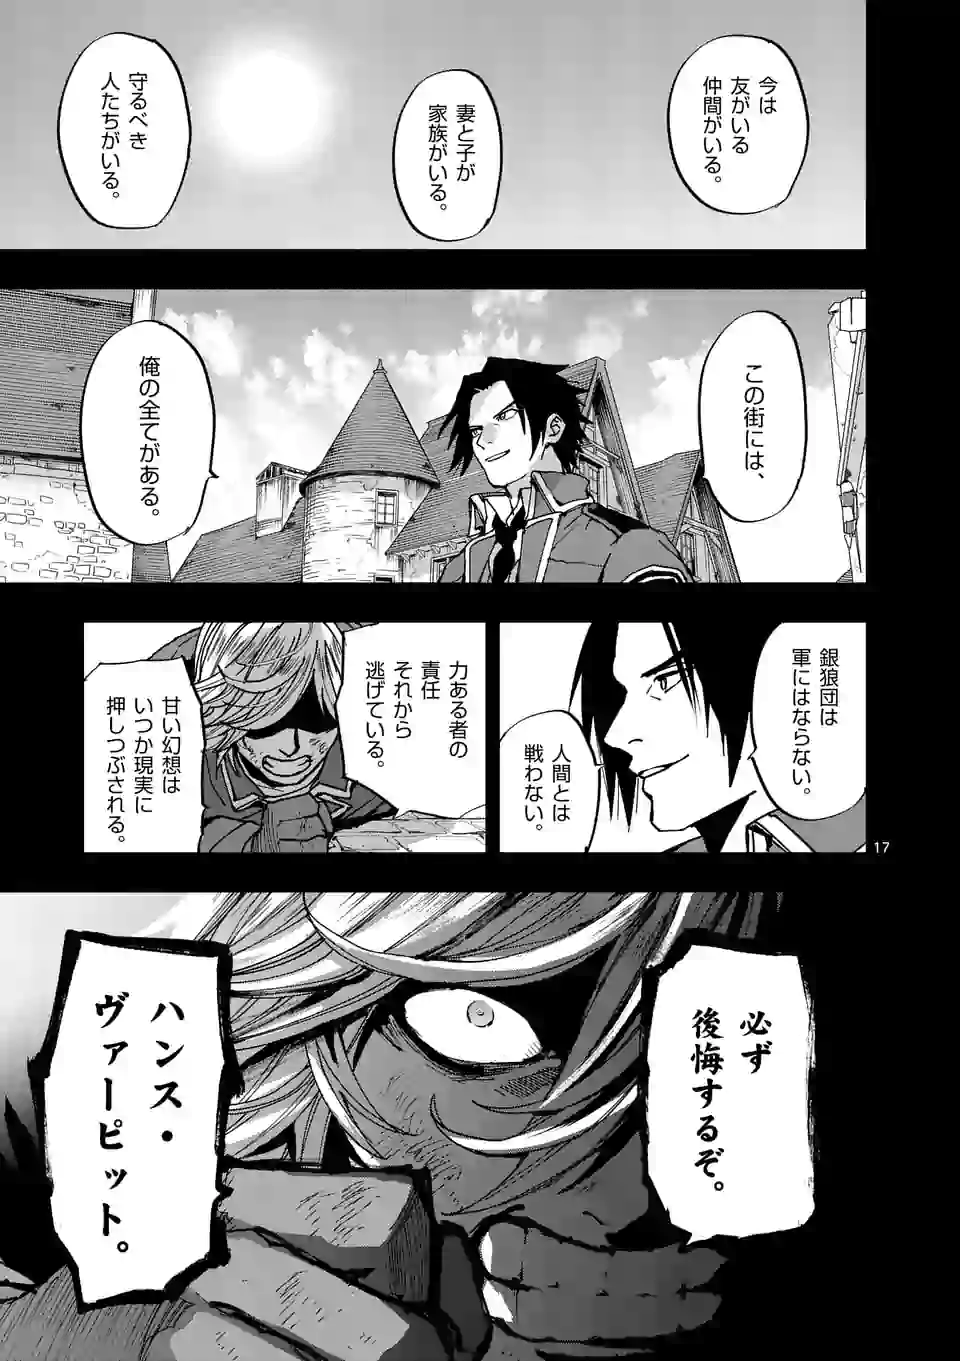 今は
友がいる
仲間がいる。
妻と子が
家族がいる。
守るべき
人たちがいる。
この街には、
俺の全てがある。
銀狼団は
軍にはならない。
人間とは
戦わない。
力ある者の
責任
それから
逃げている。
甘い幻想は
いつか現実に
押しつぶされる。
17
必ず
後悔するぞ。
ハンス・
ヴァーピット。